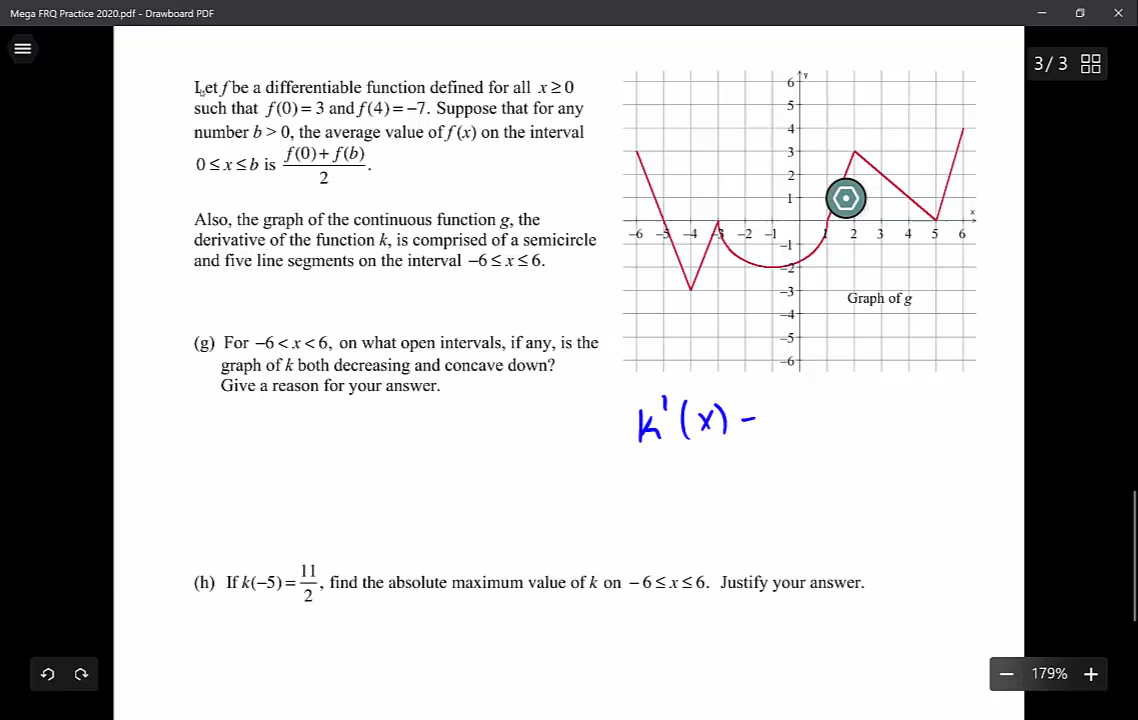 Mega FRQ Practice 2020.pdf - Drawboard PDF
3 / 3
Let f be a differentiable function defined for all x ≥ 0
such that f(0) = 3 and f(4) = −7. Suppose that for any
number b > 0, the average value of f(x) on the interval
0 ≤ x ≤ b is f(0) + f(b) / 2.
Also, the graph of the continuous function g, the
derivative of the function k, is comprised of a semicircle
and five line segments on the interval −6 ≤ x ≤ 6.
y
6
5
4
3
2
1
x
−6 −5 −4 −3 −2 −1 1 2 3 4 5 6
−1
−2
−3
−4
−5
−6
Graph of g
(g) For −6 < x < 6, on what open intervals, if any, is the
graph of k both decreasing and concave down?
Give a reason for your answer.
k'(x) -
(h) If k(−5) = 11/2, find the absolute maximum value of k on −6 ≤ x ≤ 6. Justify your answer.
179%